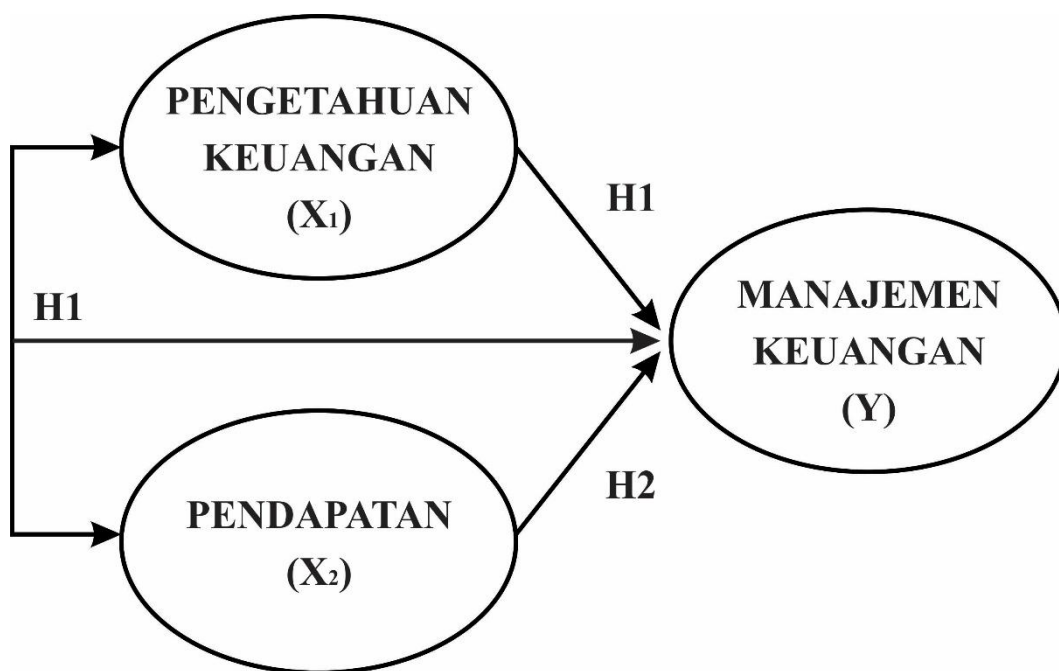 PENGETAHUAN
KEUANGAN
(X₁)
H1
H1
MANAJEMEN
KEUANGAN
(Y)
H2
PENDAPATAN
(X₂)